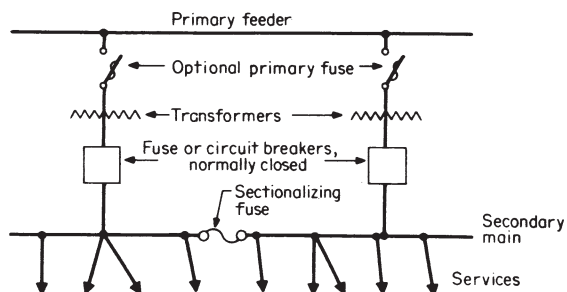 Primary feeder
Optional primary fuse
Transformers
Fuse or circuit breakers,
normally closed
Sectionalizing
fuse
Secondary
main
Services